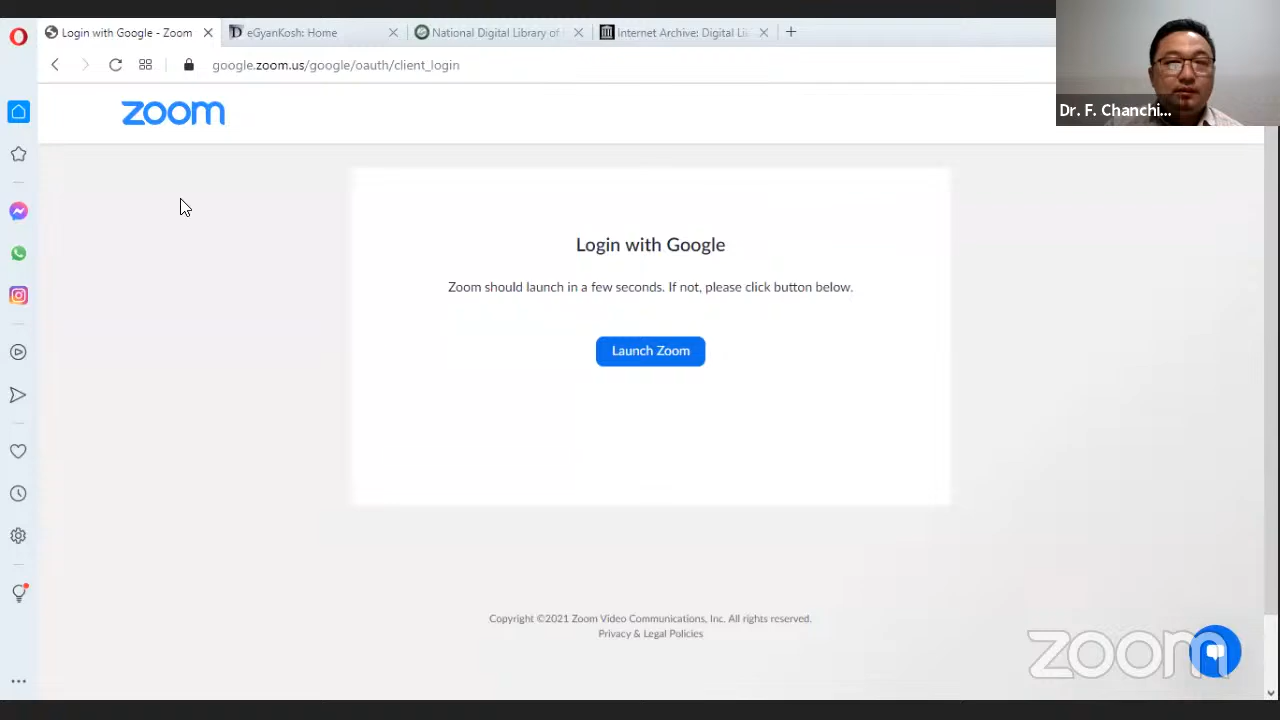 Login with Google - Zoom
eGyanKosh: Home
National Digital Library of
Internet Archive: Digital Li
google.zoom.us/google/oauth/client_login
zoom
Dr. F. Chanchi...
Login with Google
Zoom should launch in a few seconds. If not, please click button below.
Launch Zoom
Copyright ©2021 Zoom Video Communications, Inc. All rights reserved.
Privacy & Legal Policies
zoom